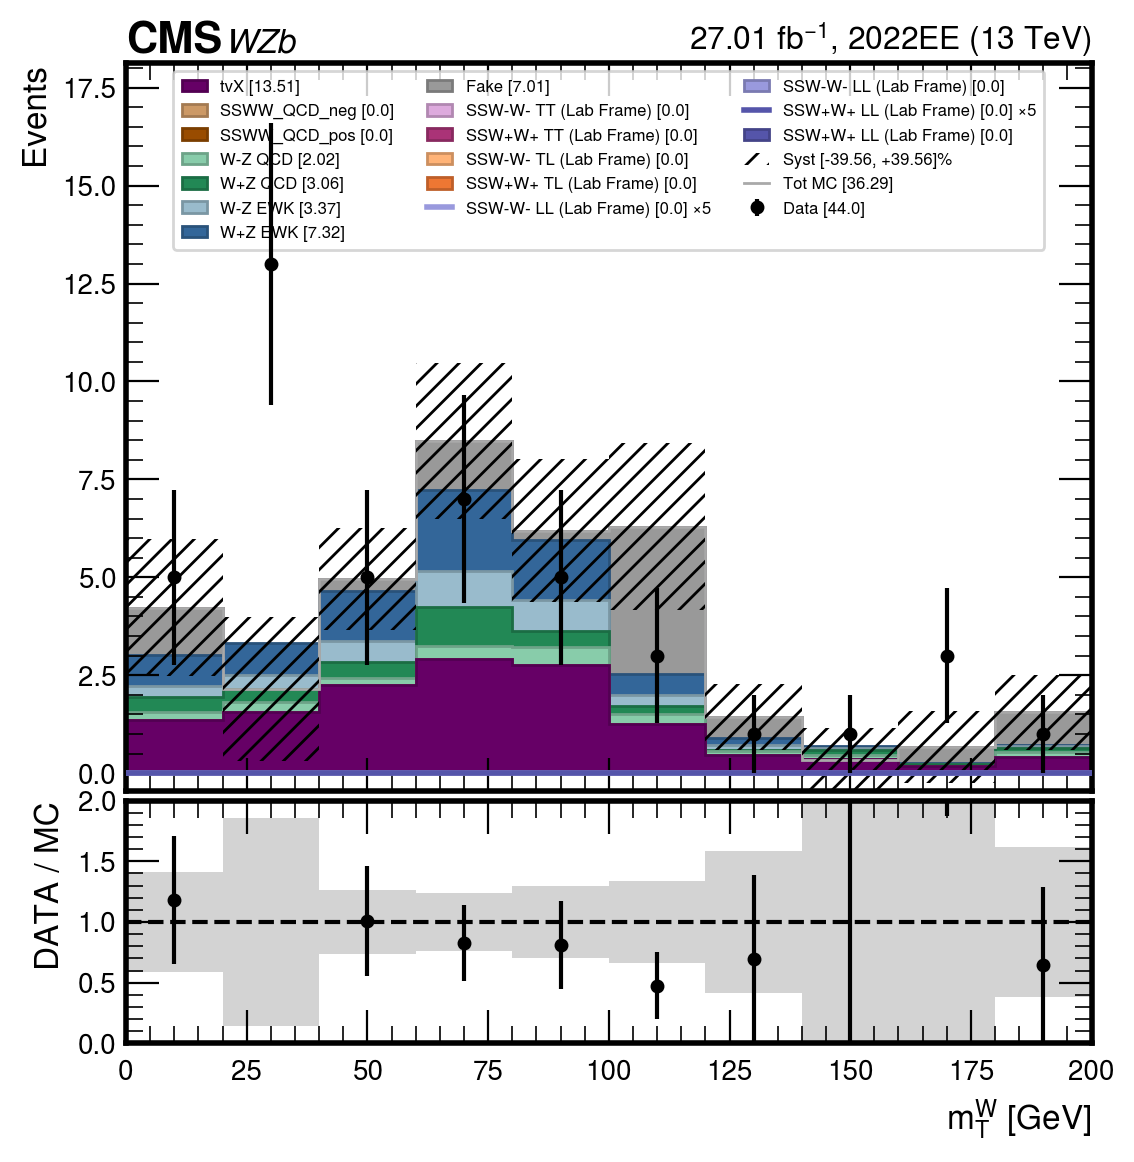 CMS WZb
27.01 fb⁻¹, 2022EE (13 TeV)
Events
17.5
15.0
12.5
10.0
7.5
5.0
2.5
0.0
tvX [13.51]
SSWW_QCD_neg [0.0]
SSWW_QCD_pos [0.0]
W-Z QCD [2.02]
W+Z QCD [3.06]
W-Z EWK [3.37]
W+Z EWK [7.32]
Fake [7.01]
SSW-W- TT (Lab Frame) [0.0]
SSW+W+ TT (Lab Frame) [0.0]
SSW-W- TL (Lab Frame) [0.0]
SSW+W+ TL (Lab Frame) [0.0]
SSW-W- LL (Lab Frame) [0.0] ×5
SSW-W- LL (Lab Frame) [0.0]
SSW+W+ LL (Lab Frame) [0.0] ×5
SSW+W+ LL (Lab Frame) [0.0]
Syst [-39.56, +39.56]%
Tot MC [36.29]
Data [44.0]
DATA / MC
2.0
1.5
1.0
0.5
0.0
0 25 50 75 100 125 150 175 200
m_T^W [GeV]